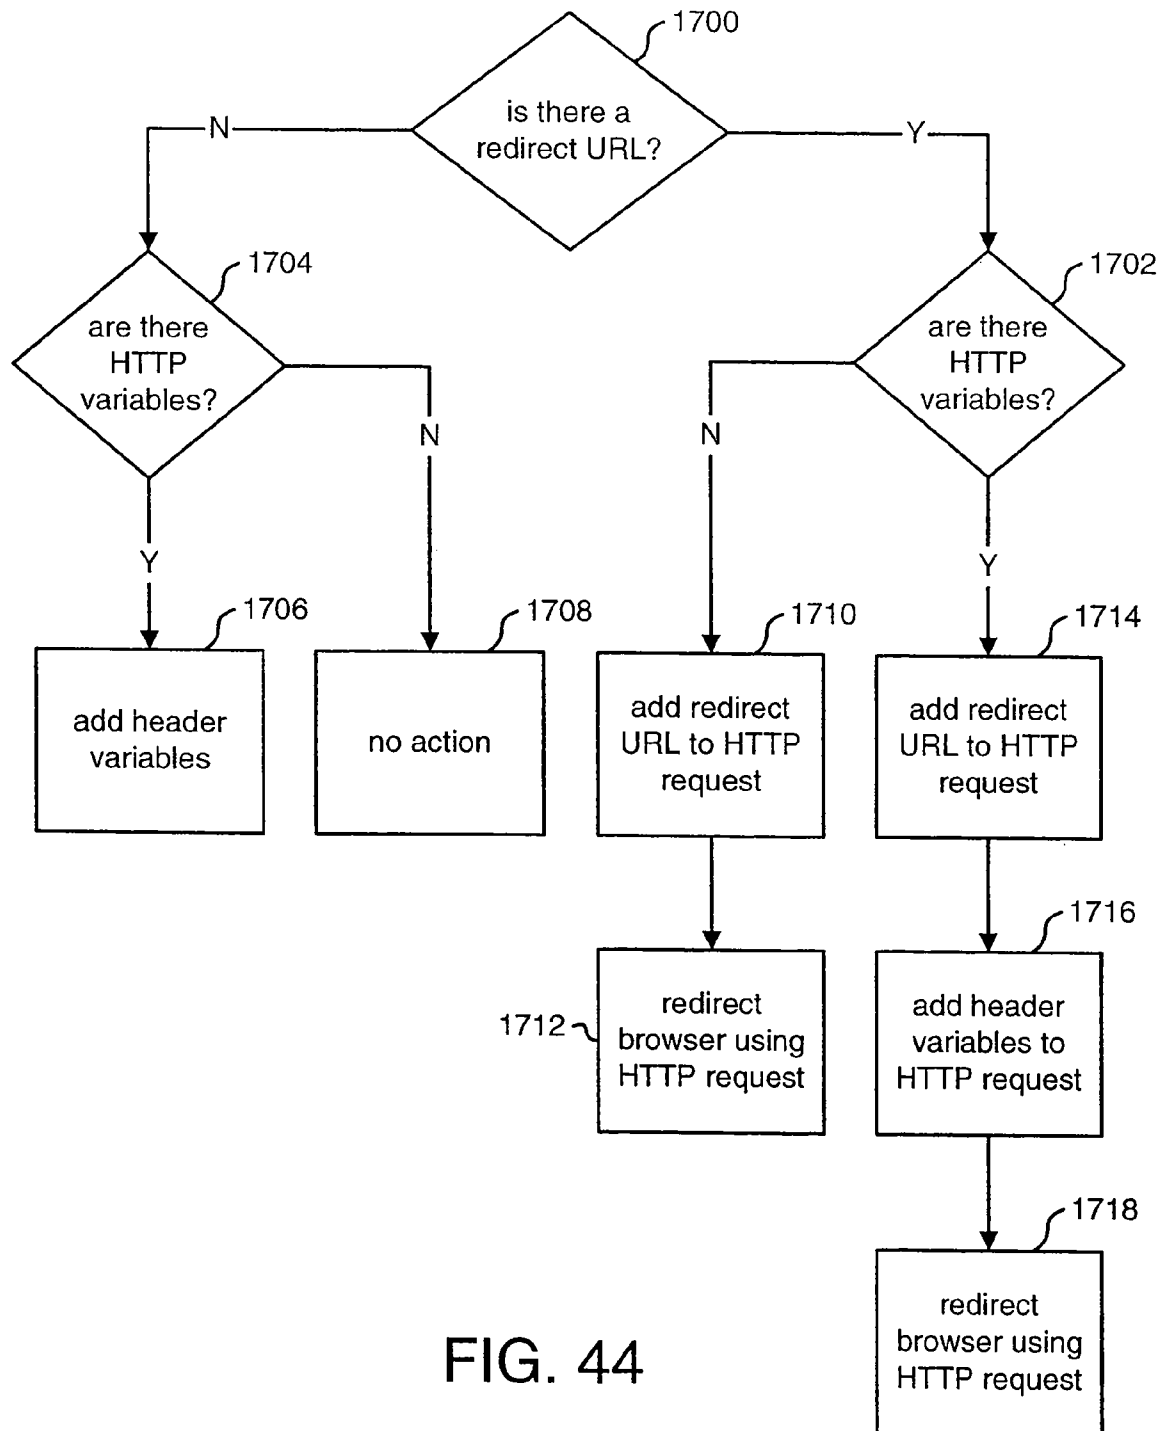 1700
is there a
redirect URL?
N
Y
1704
are there
HTTP
variables?
1702
are there
HTTP
variables?
N
N
Y
Y
1706
add header
variables
1708
no action
1710
add redirect
URL to HTTP
request
1714
add redirect
URL to HTTP
request
1712
redirect
browser using
HTTP request
1716
add header
variables to
HTTP request
1718
redirect
browser using
HTTP request
FIG. 44